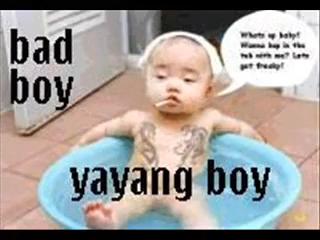 bad
boy
Whats up baby!
Wanna hop in the
tub with me? Lets
get freaky!
yayang boy